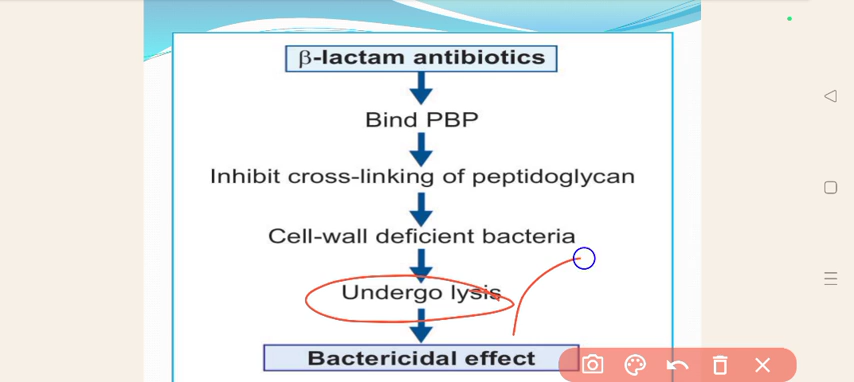 β-lactam antibiotics
Bind PBP
Inhibit cross-linking of peptidoglycan
Cell-wall deficient bacteria
Undergo lysis
Bactericidal effect